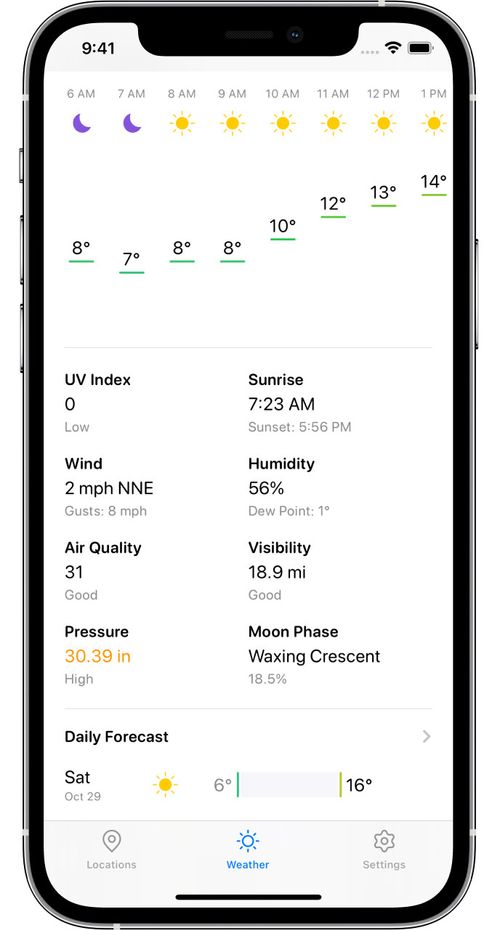 9:41
6 AM 7 AM 8 AM 9 AM 10 AM 11 AM 12 PM 1 PM
14°
13°
12°
10°
8° 8° 8°
7°
UV Index Sunrise
0 7:23 AM
Low Sunset: 5:56 PM
Wind Humidity
2 mph NNE 56%
Gusts: 8 mph Dew Point: 1°
Air Quality Visibility
31 18.9 mi
Good Good
Pressure Moon Phase
30.39 in Waxing Crescent
High 18.5%
Daily Forecast
Sat 6° 16°
Oct 29
Locations Weather Settings